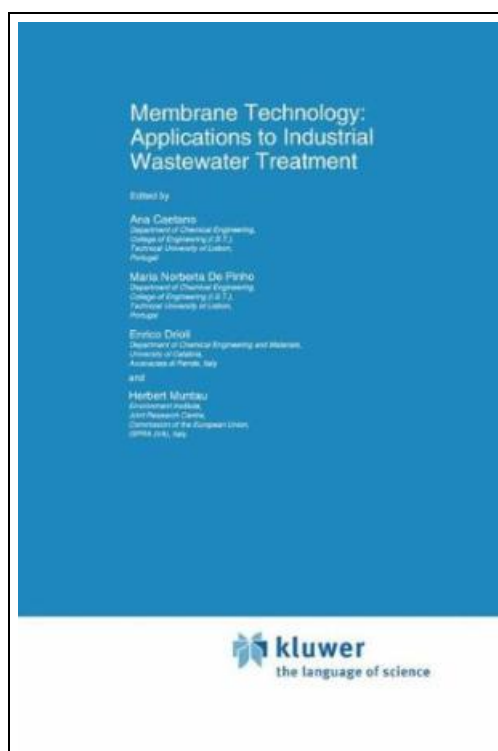 Membrane Technology:
Applications to Industrial
Wastewater Treatment
Edited by
Ana Caetano
Department of Chemical Engineering,
College of Engineering (I.S.T.),
Technical University of Lisbon,
Portugal
Maria Norberta De Pinho
Department of Chemical Engineering,
College of Engineering (I.S.T.),
Technical University of Lisbon,
Portugal
Enrico Drioli
Department of Chemical Engineering and Materials,
University of Calabria,
Arcavacata di Rende, Italy
and
Herbert Muntau
Environment Institute,
Joint Research Centre,
Commission of the European Union,
ISPRA (VA), Italy
kluwer
the language of science